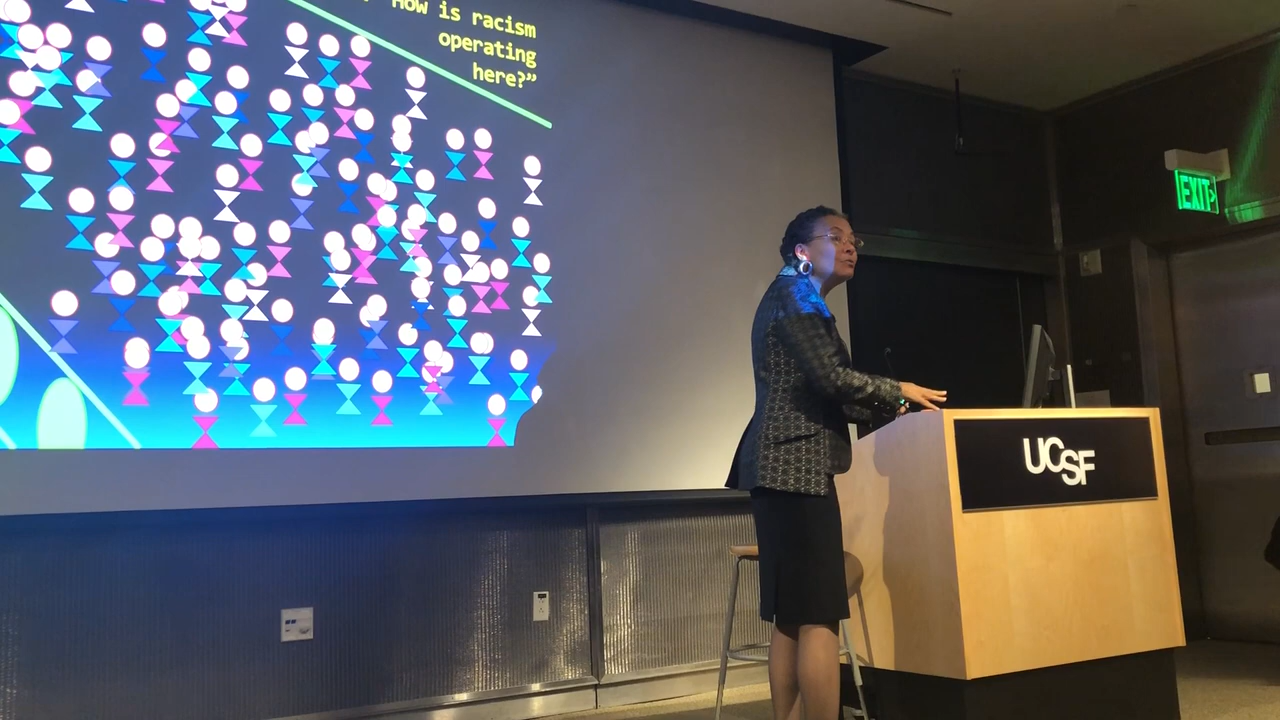 How is racism
operating
here?”
EXIT
UCSF